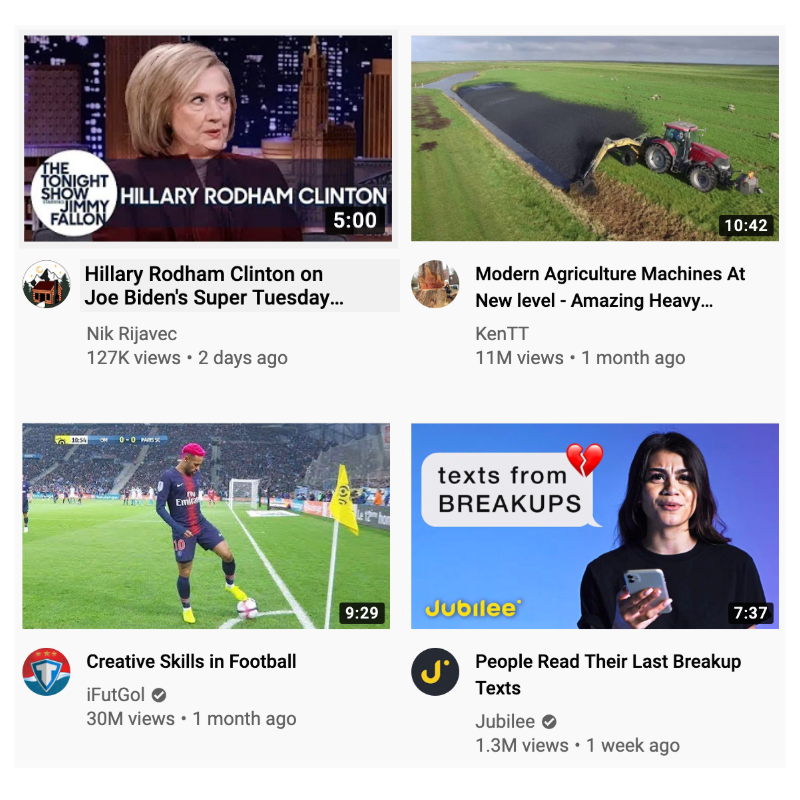 THE
TONIGHT
SHOW
JIMMY
FALLON
HILLARY RODHAM CLINTON
5:00
Hillary Rodham Clinton on
Joe Biden's Super Tuesday…
Nik Rijavec
127K views • 2 days ago
10:42
Modern Agriculture Machines At
New level - Amazing Heavy…
KenTT
11M views • 1 month ago
10:54 OM 0 - 0 PARIS SG
10
9:29
Creative Skills in Football
iFutGol
30M views • 1 month ago
texts from
BREAKUPS
Jubilee
7:37
People Read Their Last Breakup
Texts
Jubilee
1.3M views • 1 week ago